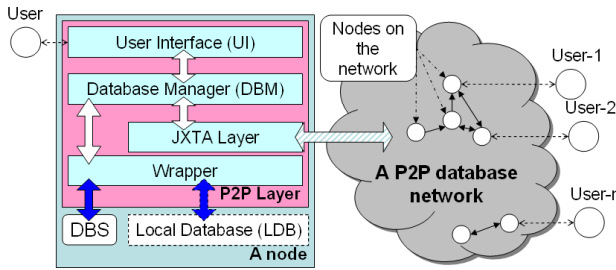 User
User Interface (UI)
Database Manager (DBM)
JXTA Layer
Wrapper
P2P Layer
DBS
Local Database (LDB)
A node
Nodes on
the
network
User-1
User-2
A P2P database
network
User-n